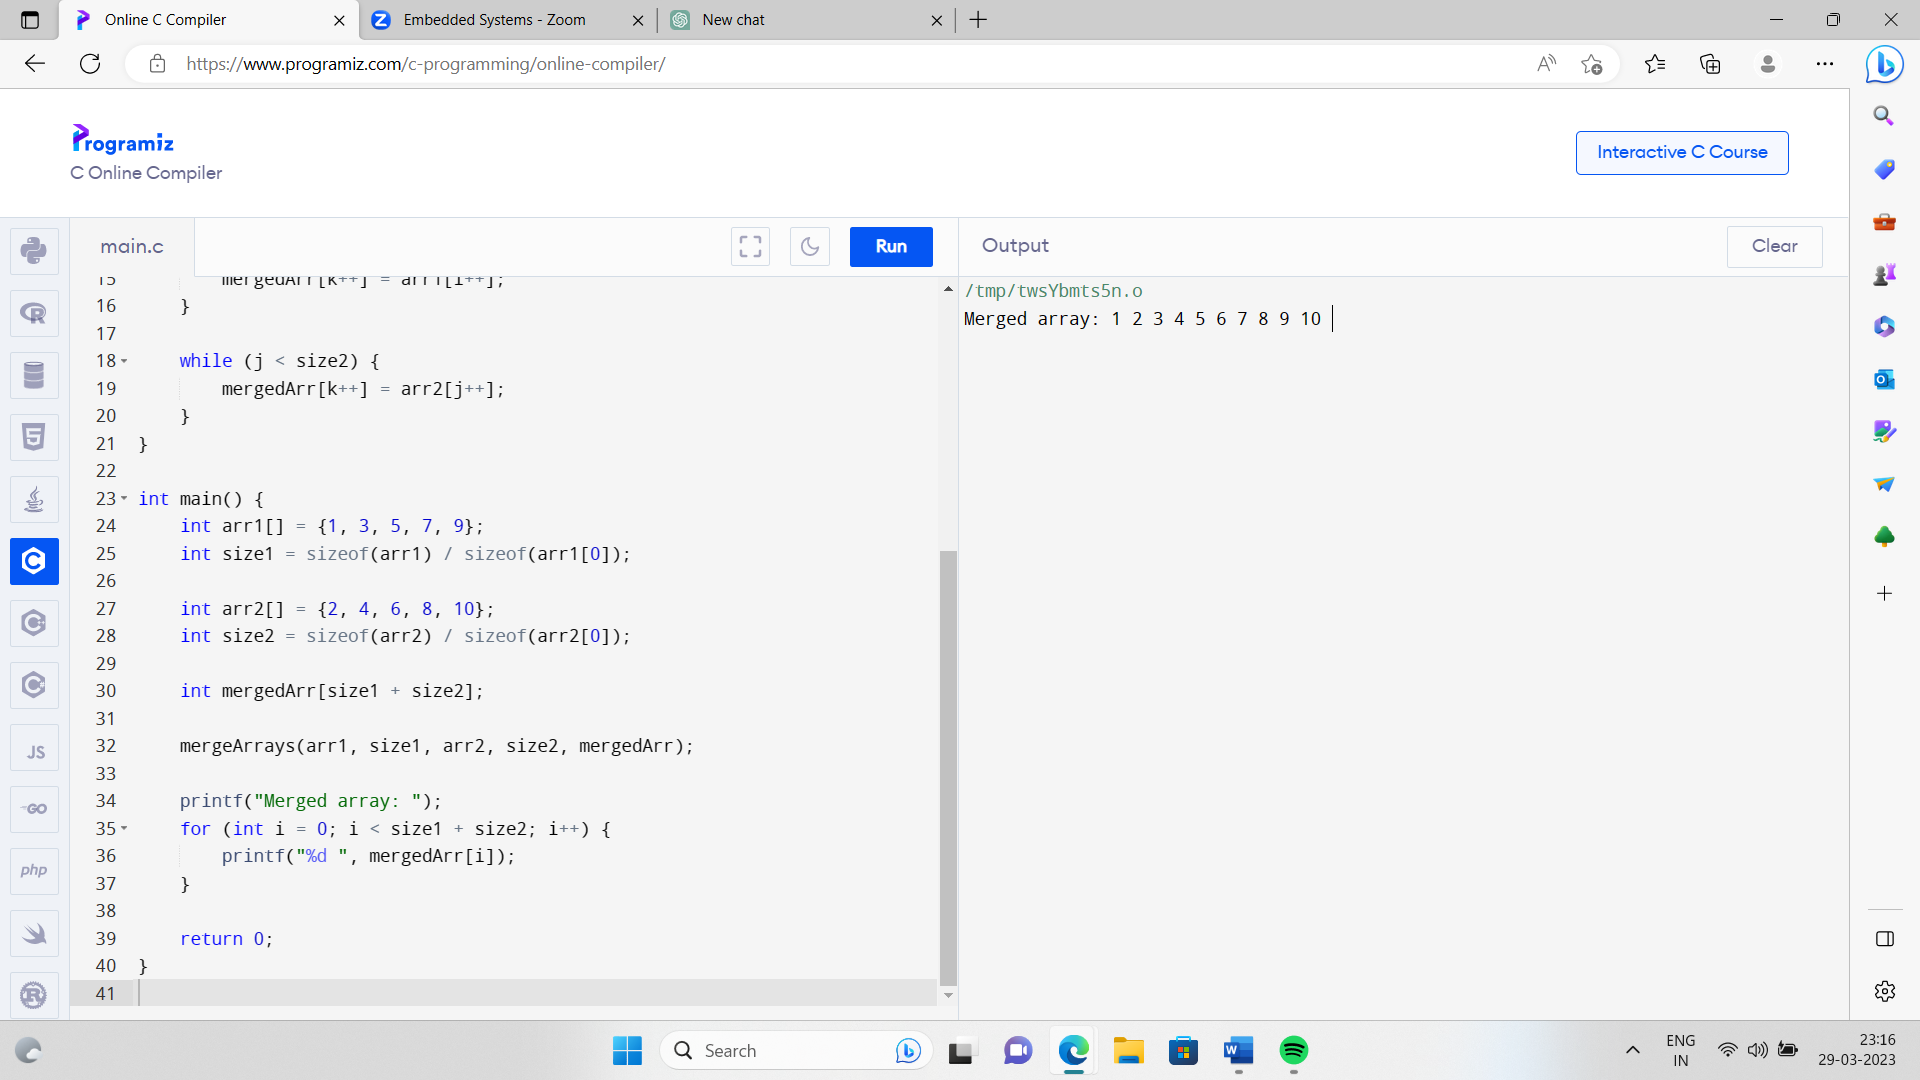 Online C Compiler
Embedded Systems - Zoom
New chat
https://www.programiz.com/c-programming/online-compiler/
Programiz
C Online Compiler
Interactive C Course
main.c
Run
Output
Clear
15 mergedArr[k++] = arr1[i++];
16 }
17
18 while (j < size2) {
19 mergedArr[k++] = arr2[j++];
20 }
21 }
22
23 int main() {
24 int arr1[] = {1, 3, 5, 7, 9};
25 int size1 = sizeof(arr1) / sizeof(arr1[0]);
26
27 int arr2[] = {2, 4, 6, 8, 10};
28 int size2 = sizeof(arr2) / sizeof(arr2[0]);
29
30 int mergedArr[size1 + size2];
31
32 mergeArrays(arr1, size1, arr2, size2, mergedArr);
33
34 printf("Merged array: ");
35 for (int i = 0; i < size1 + size2; i++) {
36 printf("%d ", mergedArr[i]);
37 }
38
39 return 0;
40 }
41
/tmp/twsYbmts5n.o
Merged array: 1 2 3 4 5 6 7 8 9 10
JS
GO
php
Search
ENG
IN
23:16
29-03-2023